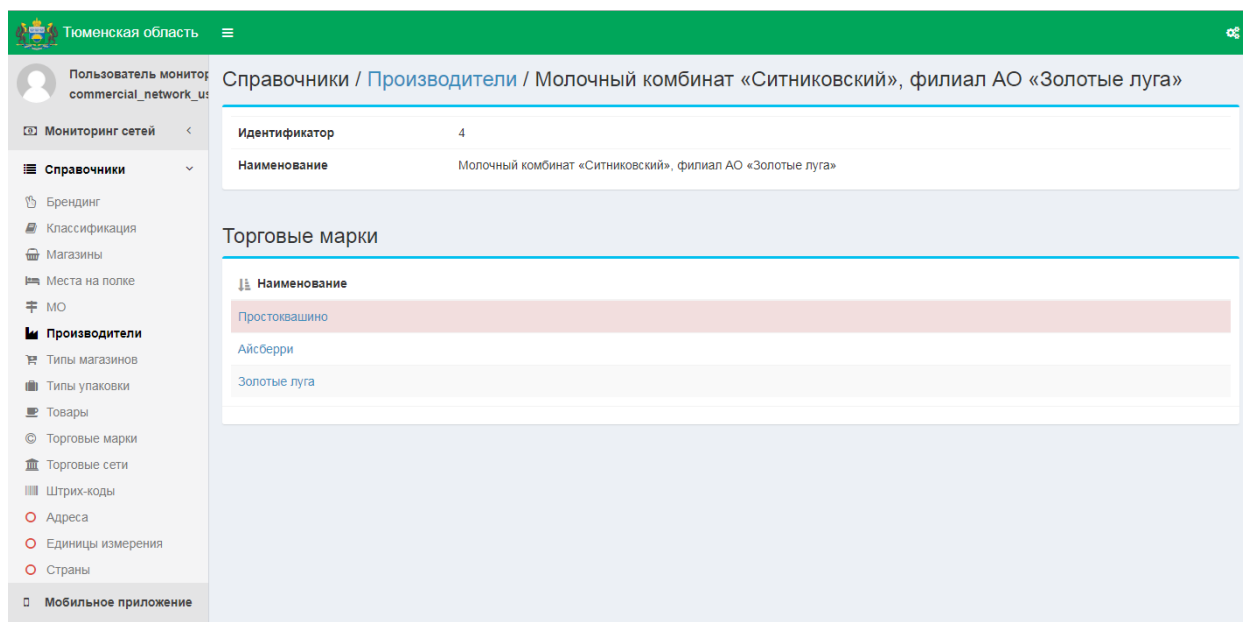 Тюменская область
Пользователь монитор
commercial_network_us
Мониторинг сетей
Справочники
Брендинг
Классификация
Магазины
Места на полке
МО
Производители
Типы магазинов
Типы упаковки
Товары
Торговые марки
Торговые сети
Штрих-коды
Адреса
Единицы измерения
Страны
Мобильное приложение
Справочники / Производители / Молочный комбинат «Ситниковский», филиал АО «Золотые луга»
Идентификатор 4
Наименование Молочный комбинат «Ситниковский», филиал АО «Золотые луга»
Торговые марки
Наименование
Простоквашино
Айсберри
Золотые луга